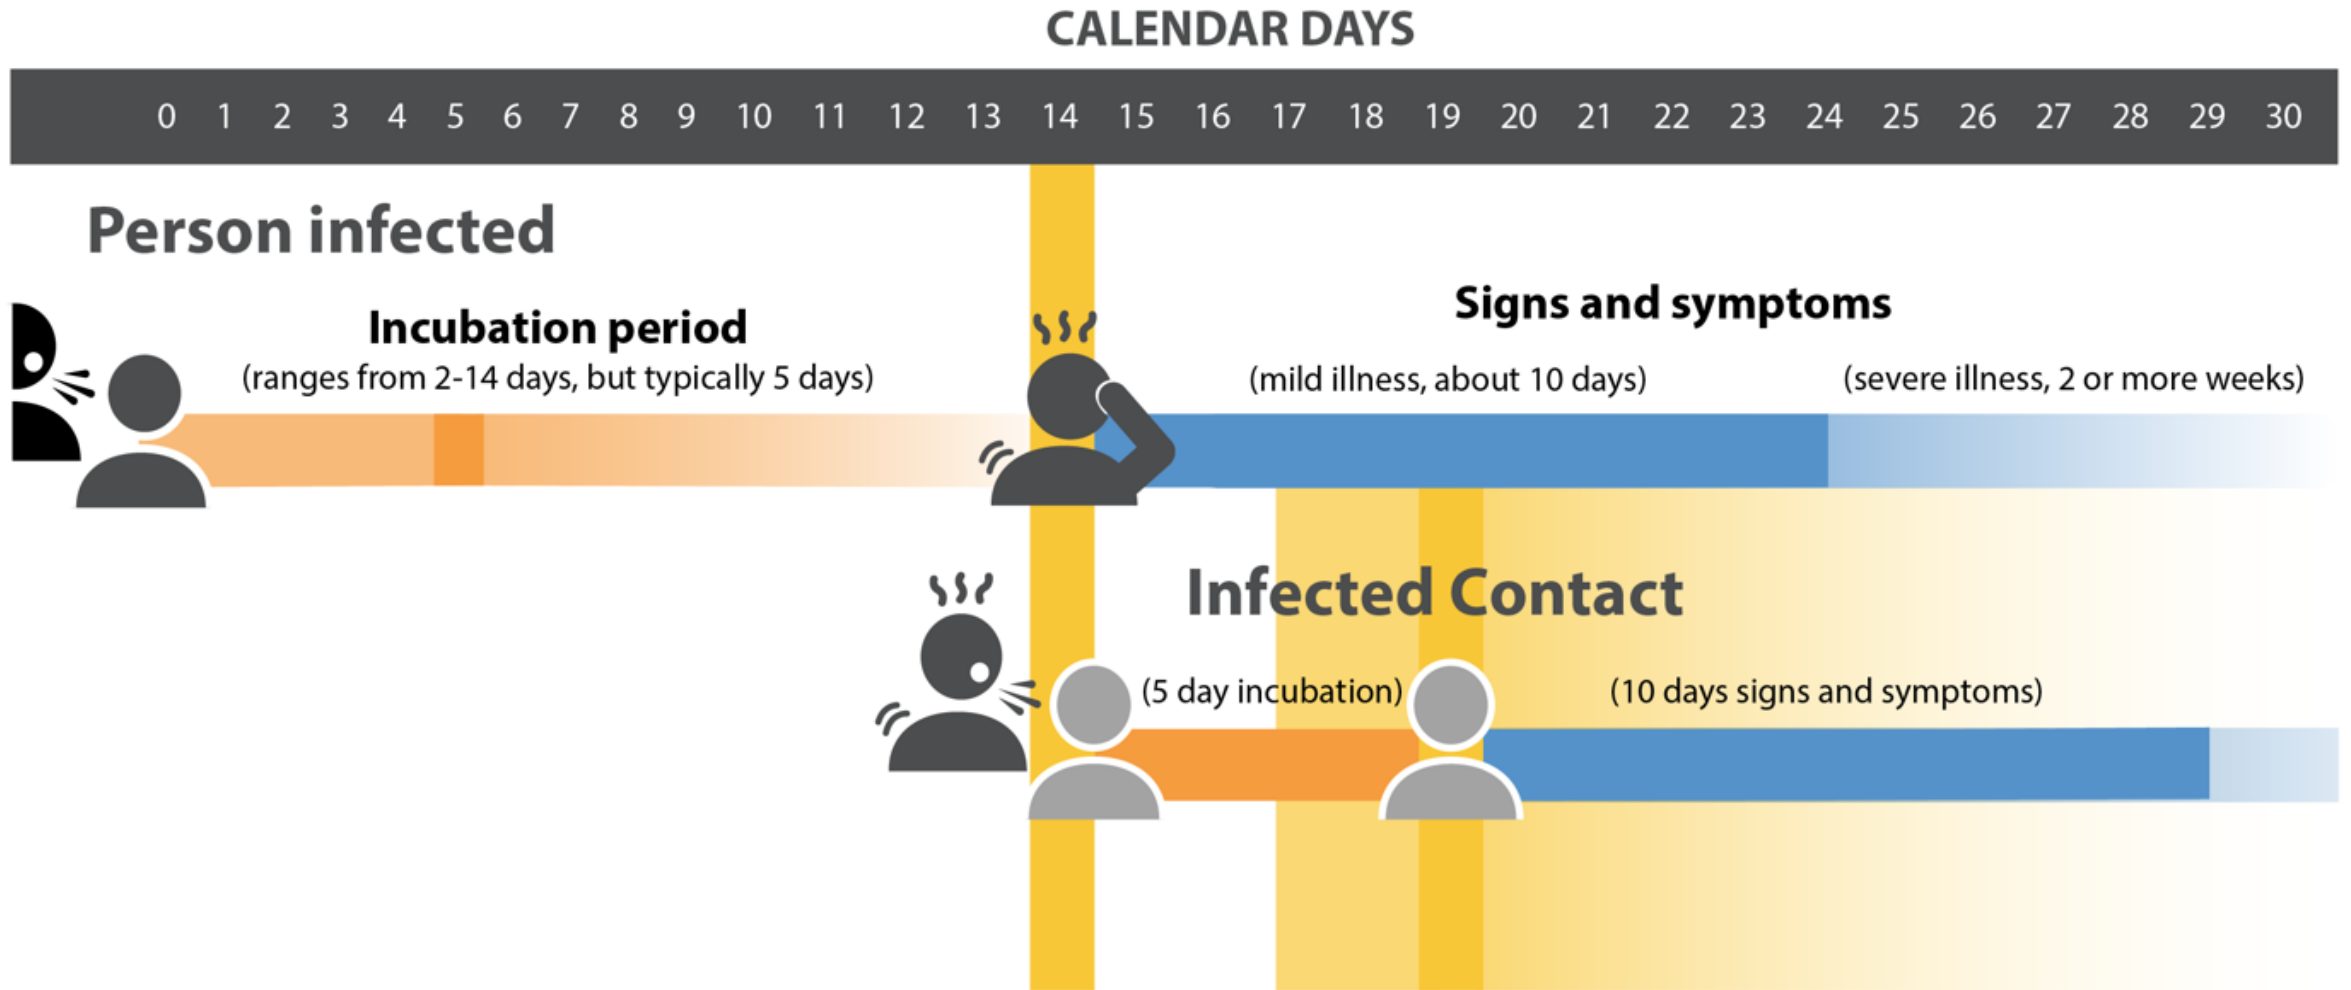 CALENDAR DAYS
0 1 2 3 4 5 6 7 8 9 10 11 12 13 14 15 16 17 18 19 20 21 22 23 24 25 26 27 28 29 30
Person infected
Incubation period
(ranges from 2-14 days, but typically 5 days)
Signs and symptoms
(mild illness, about 10 days)
(severe illness, 2 or more weeks)
Infected Contact
(5 day incubation)
(10 days signs and symptoms)